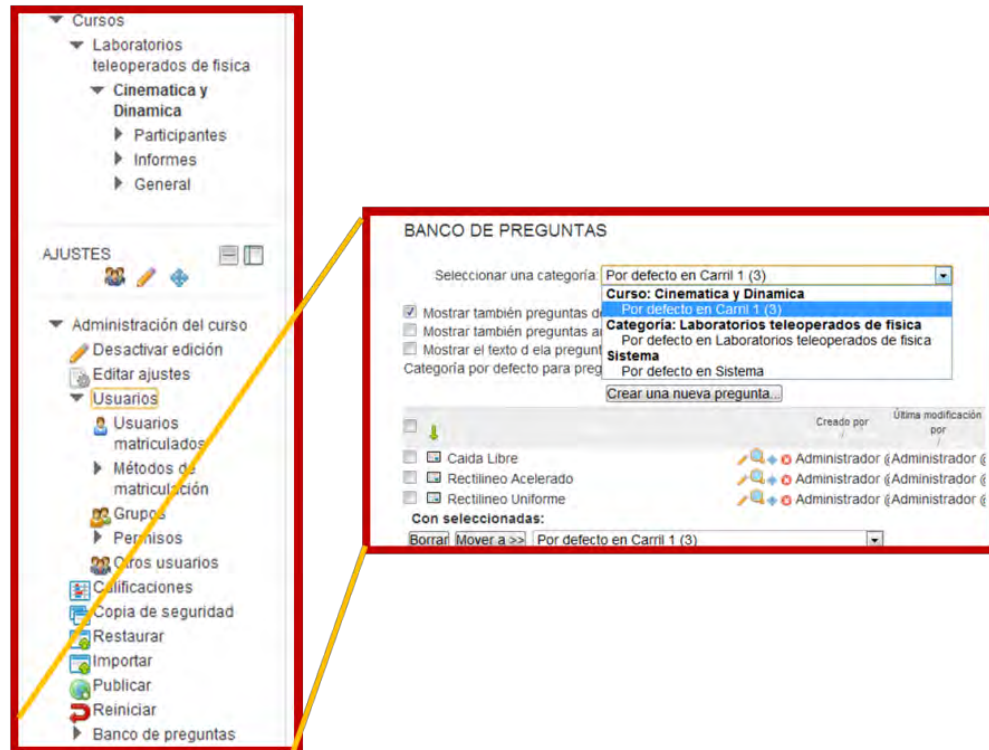 Cursos
Laboratorios
teleoperados de fisica
Cinematica y
Dinamica
Participantes
Informes
General
AJUSTES
Administración del curso
Desactivar edición
Editar ajustes
Usuarios
Usuarios
matriculados
Métodos de
matriculación
Grupos
Permisos
Otros usuarios
Calificaciones
Copia de seguridad
Restaurar
Importar
Publicar
Reiniciar
Banco de preguntas
BANCO DE PREGUNTAS
Seleccionar una categoría: Por defecto en Carril 1 (3)
Curso: Cinematica y Dinamica
Por defecto en Carril 1 (3)
Categoría: Laboratorios teleoperados de fisica
Por defecto en Laboratorios teleoperados de fisica
Sistema
Por defecto en Sistema
Mostrar también preguntas d
Mostrar también preguntas a
Mostrar el texto d ela pregunt
Categoría por defecto para preg
Crear una nueva pregunta...
Creado por
/
Última modificación
por
/
Caida Libre Administrador @Administrador @
Rectilineo Acelerado Administrador @Administrador @
Rectilineo Uniforme Administrador @Administrador @
Con seleccionadas:
Borrar Mover a >> Por defecto en Carril 1 (3)